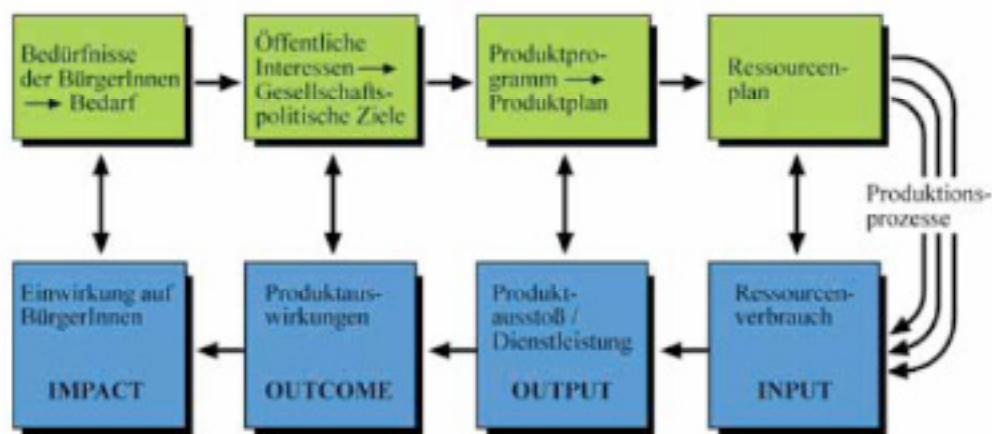 Bedürfnisse
der BürgerInnen
→ Bedarf
Öffentliche
Interessen →
Gesellschafts-
politische Ziele
Produktpro-
gramm →
Produktplan
Ressourcen-
plan
Produktions-
prozesse
Einwirkung auf
BürgerInnen
IMPACT
Produktaus-
wirkungen
OUTCOME
Produkt-
ausstoß /
Dienstleistung
OUTPUT
Ressourcen-
verbrauch
INPUT